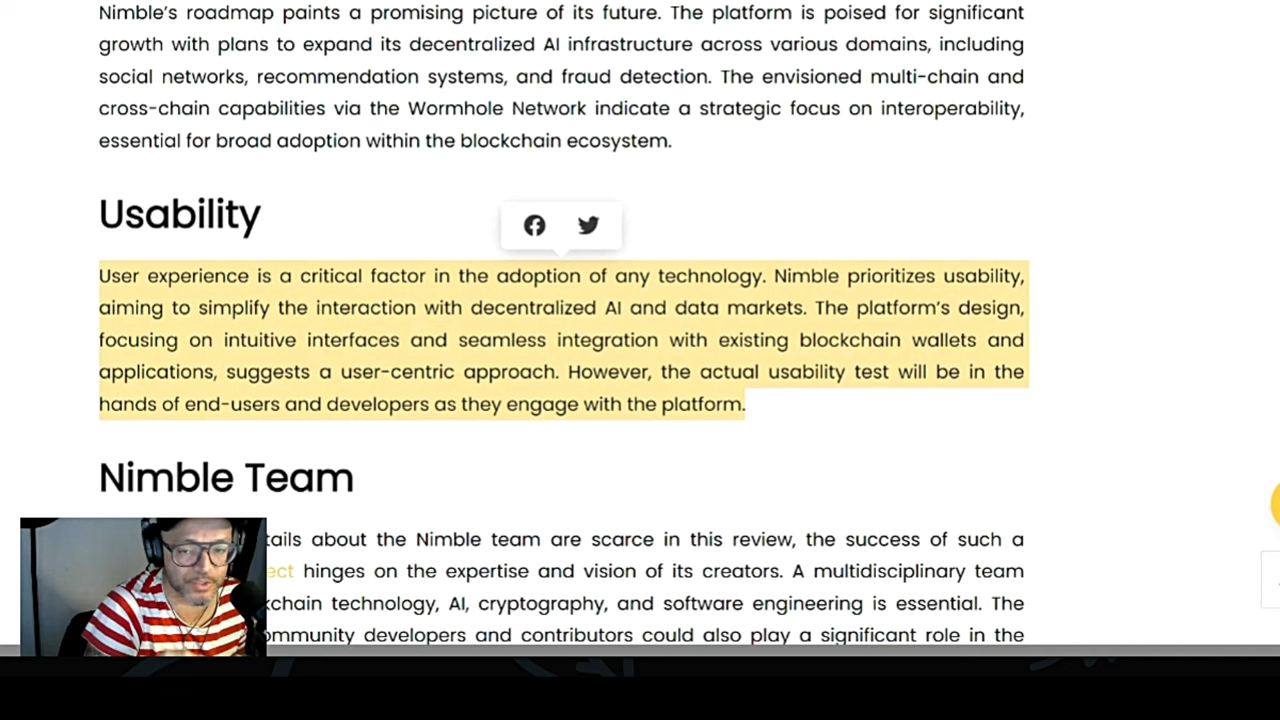 Nimble's roadmap paints a promising picture of its future. The platform is poised for significant
growth with plans to expand its decentralized AI infrastructure across various domains, including
social networks, recommendation systems, and fraud detection. The envisioned multi-chain and
cross-chain capabilities via the Wormhole Network indicate a strategic focus on interoperability,
essential for broad adoption within the blockchain ecosystem.
Usability
User experience is a critical factor in the adoption of any technology. Nimble prioritizes usability,
aiming to simplify the interaction with decentralized AI and data markets. The platform's design,
focusing on intuitive interfaces and seamless integration with existing blockchain wallets and
applications, suggests a user-centric approach. However, the actual usability test will be in the
hands of end-users and developers as they engage with the platform.
Nimble Team
about the Nimble team are scarce in this review, the success of such a
hinges on the expertise and vision of its creators. A multidisciplinary team
technology, AI, cryptography, and software engineering is essential. The
developers and contributors could also play a significant role in the